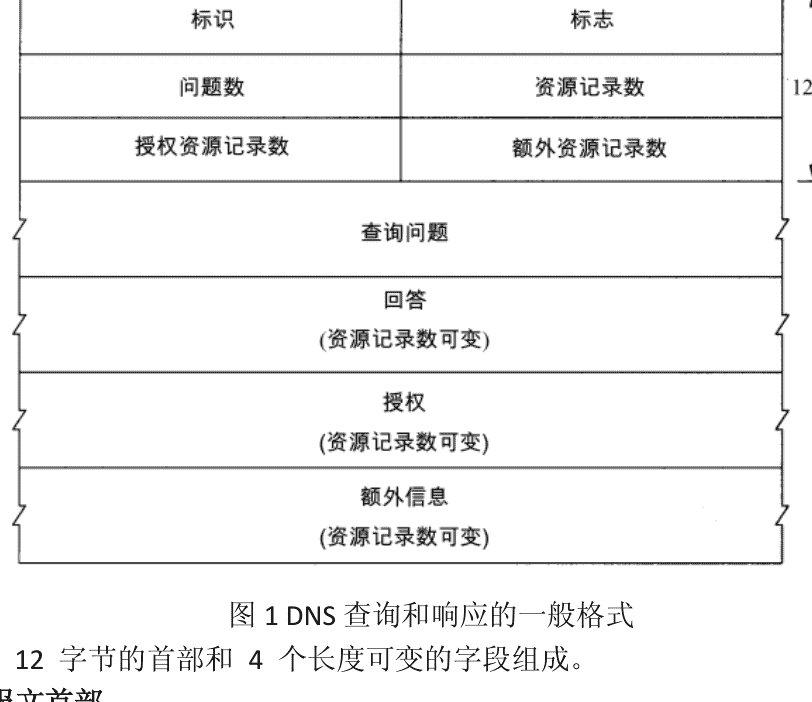 标识 标志
问题数 资源记录数 12
授权资源记录数 额外资源记录数
查询问题
回答
(资源记录数可变)
授权
(资源记录数可变)
额外信息
(资源记录数可变)
图 1 DNS 查询和响应的一般格式
12 字节的首部和 4 个长度可变的字段组成。
报文首部